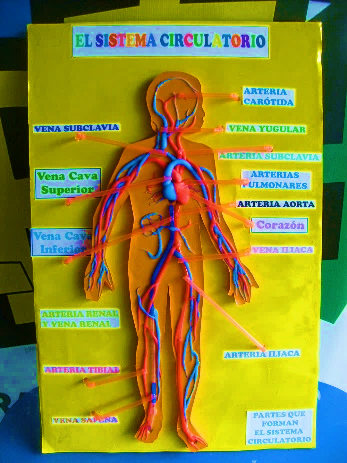 EL SISTEMA CIRCULATORIO
ARTERIA
CARÓTIDA
VENA SUBCLAVIA
VENA YUGULAR
ARTERIA SUBCLAVIA
Vena Cava
Superior
ARTERIAS
PULMONARES
ARTERIA AORTA
Corazón
Vena Cava
Inferior
VENA ILIACA
ARTERIA RENAL
Y VENA RENAL
ARTERIA ILIACA
ARTERIA TIBIAL
VENA SAFENA
PARTES QUE
FORMAN
EL SISTEMA
CIRCULATORIO